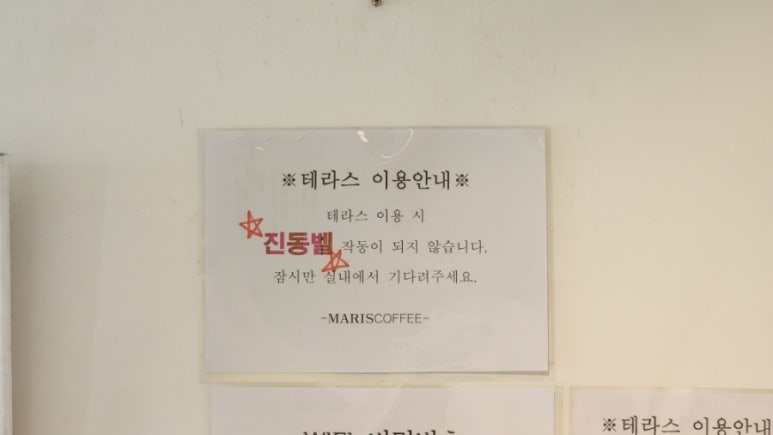 ※테라스 이용안내※
테라스 이용 시
진동벨 작동이 되지 않습니다.
잠시만 실내에서 기다려주세요.
-MARISCOFFEE-
※테라스 이용안내